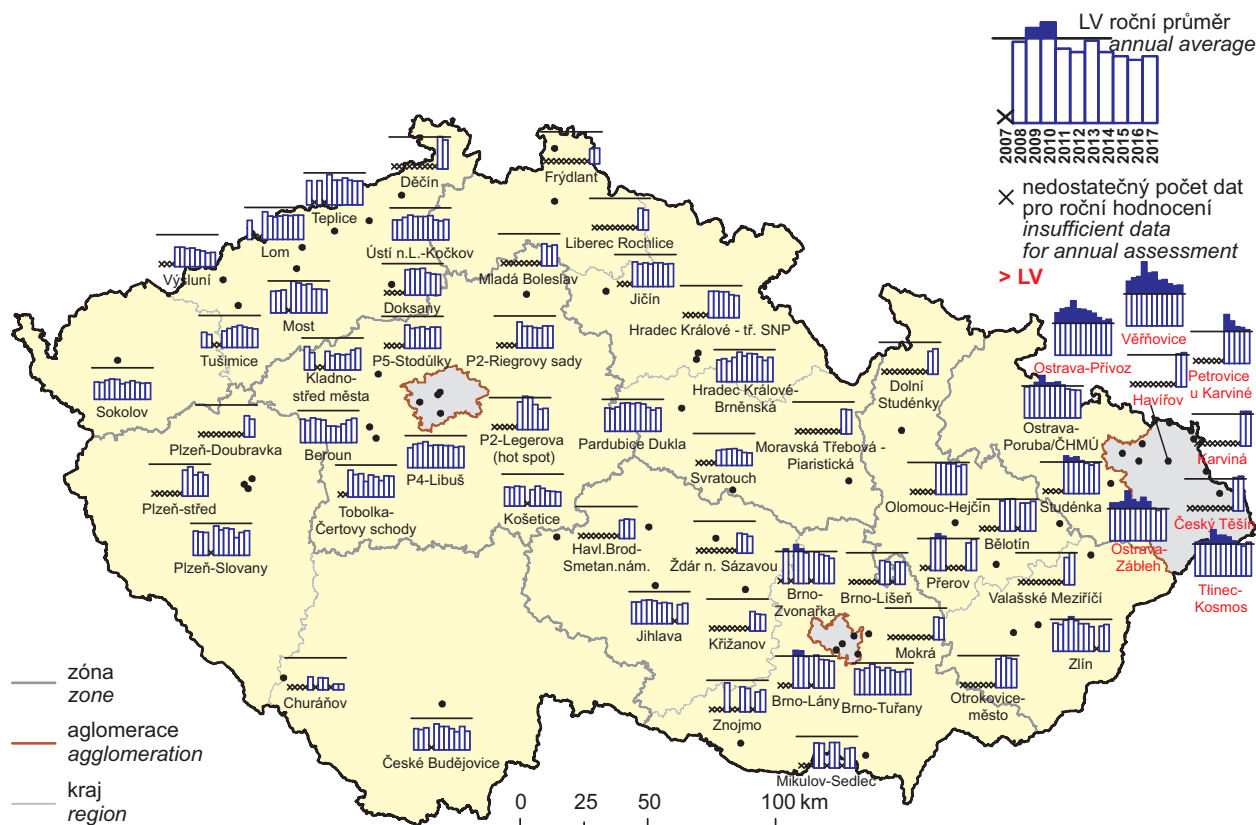 LV roční průměr
annual average
2007
2008
2009
2010
2011
2012
2013
2014
2015
2016
2017
nedostatečný počet dat
pro roční hodnocení
insufficient data
for annual assessment
> LV
Děčín
Frýdlant
Teplice
Lom
Ústí n.L.-Kočkov
Liberec Rochlice
Výsluní
Mladá Boleslav
Doksany
Jičín
Most
Hradec Králové - tř. SNP
Věřňovice
Tušimice
P5-Stodůlky
P2-Riegrovy sady
Ostrava-Přívoz
Petrovice
u Karviné
Kladno-
střed města
Sokolov
Hradec Králové-
Brněnská
Dolní
Studénky
Havířov
Plzeň-Doubravka
Beroun
P2-Legerova
(hot spot)
Pardubice Dukla
Moravská Třebová -
Piaristická
Ostrava-
Poruba/ČHMÚ
Karviná
P4-Libuš
Svratouch
Plzeň-střed
Tobolka-
Čertovy schody
Košetice
Olomouc-Hejčín
Studénka
Český Těšín
Plzeň-Slovany
Havl.Brod-
Smetan.nám.
Žďár n. Sázavou
Bělotín
Ostrava-
Zábřeh
Brno-
Zvonařka
Brno-Líšeň
Přerov
Valašské Meziříčí
Třinec-
Kosmos
Jihlava
Křižanov
Mokrá
Zlín
Churáňov
Znojmo
Brno-Lány
Brno-Tuřany
Otrokovice-
město
České Budějovice
Mikulov-Sedlec
zóna
zone
aglomerace
agglomeration
kraj
region
0 25 50 100 km